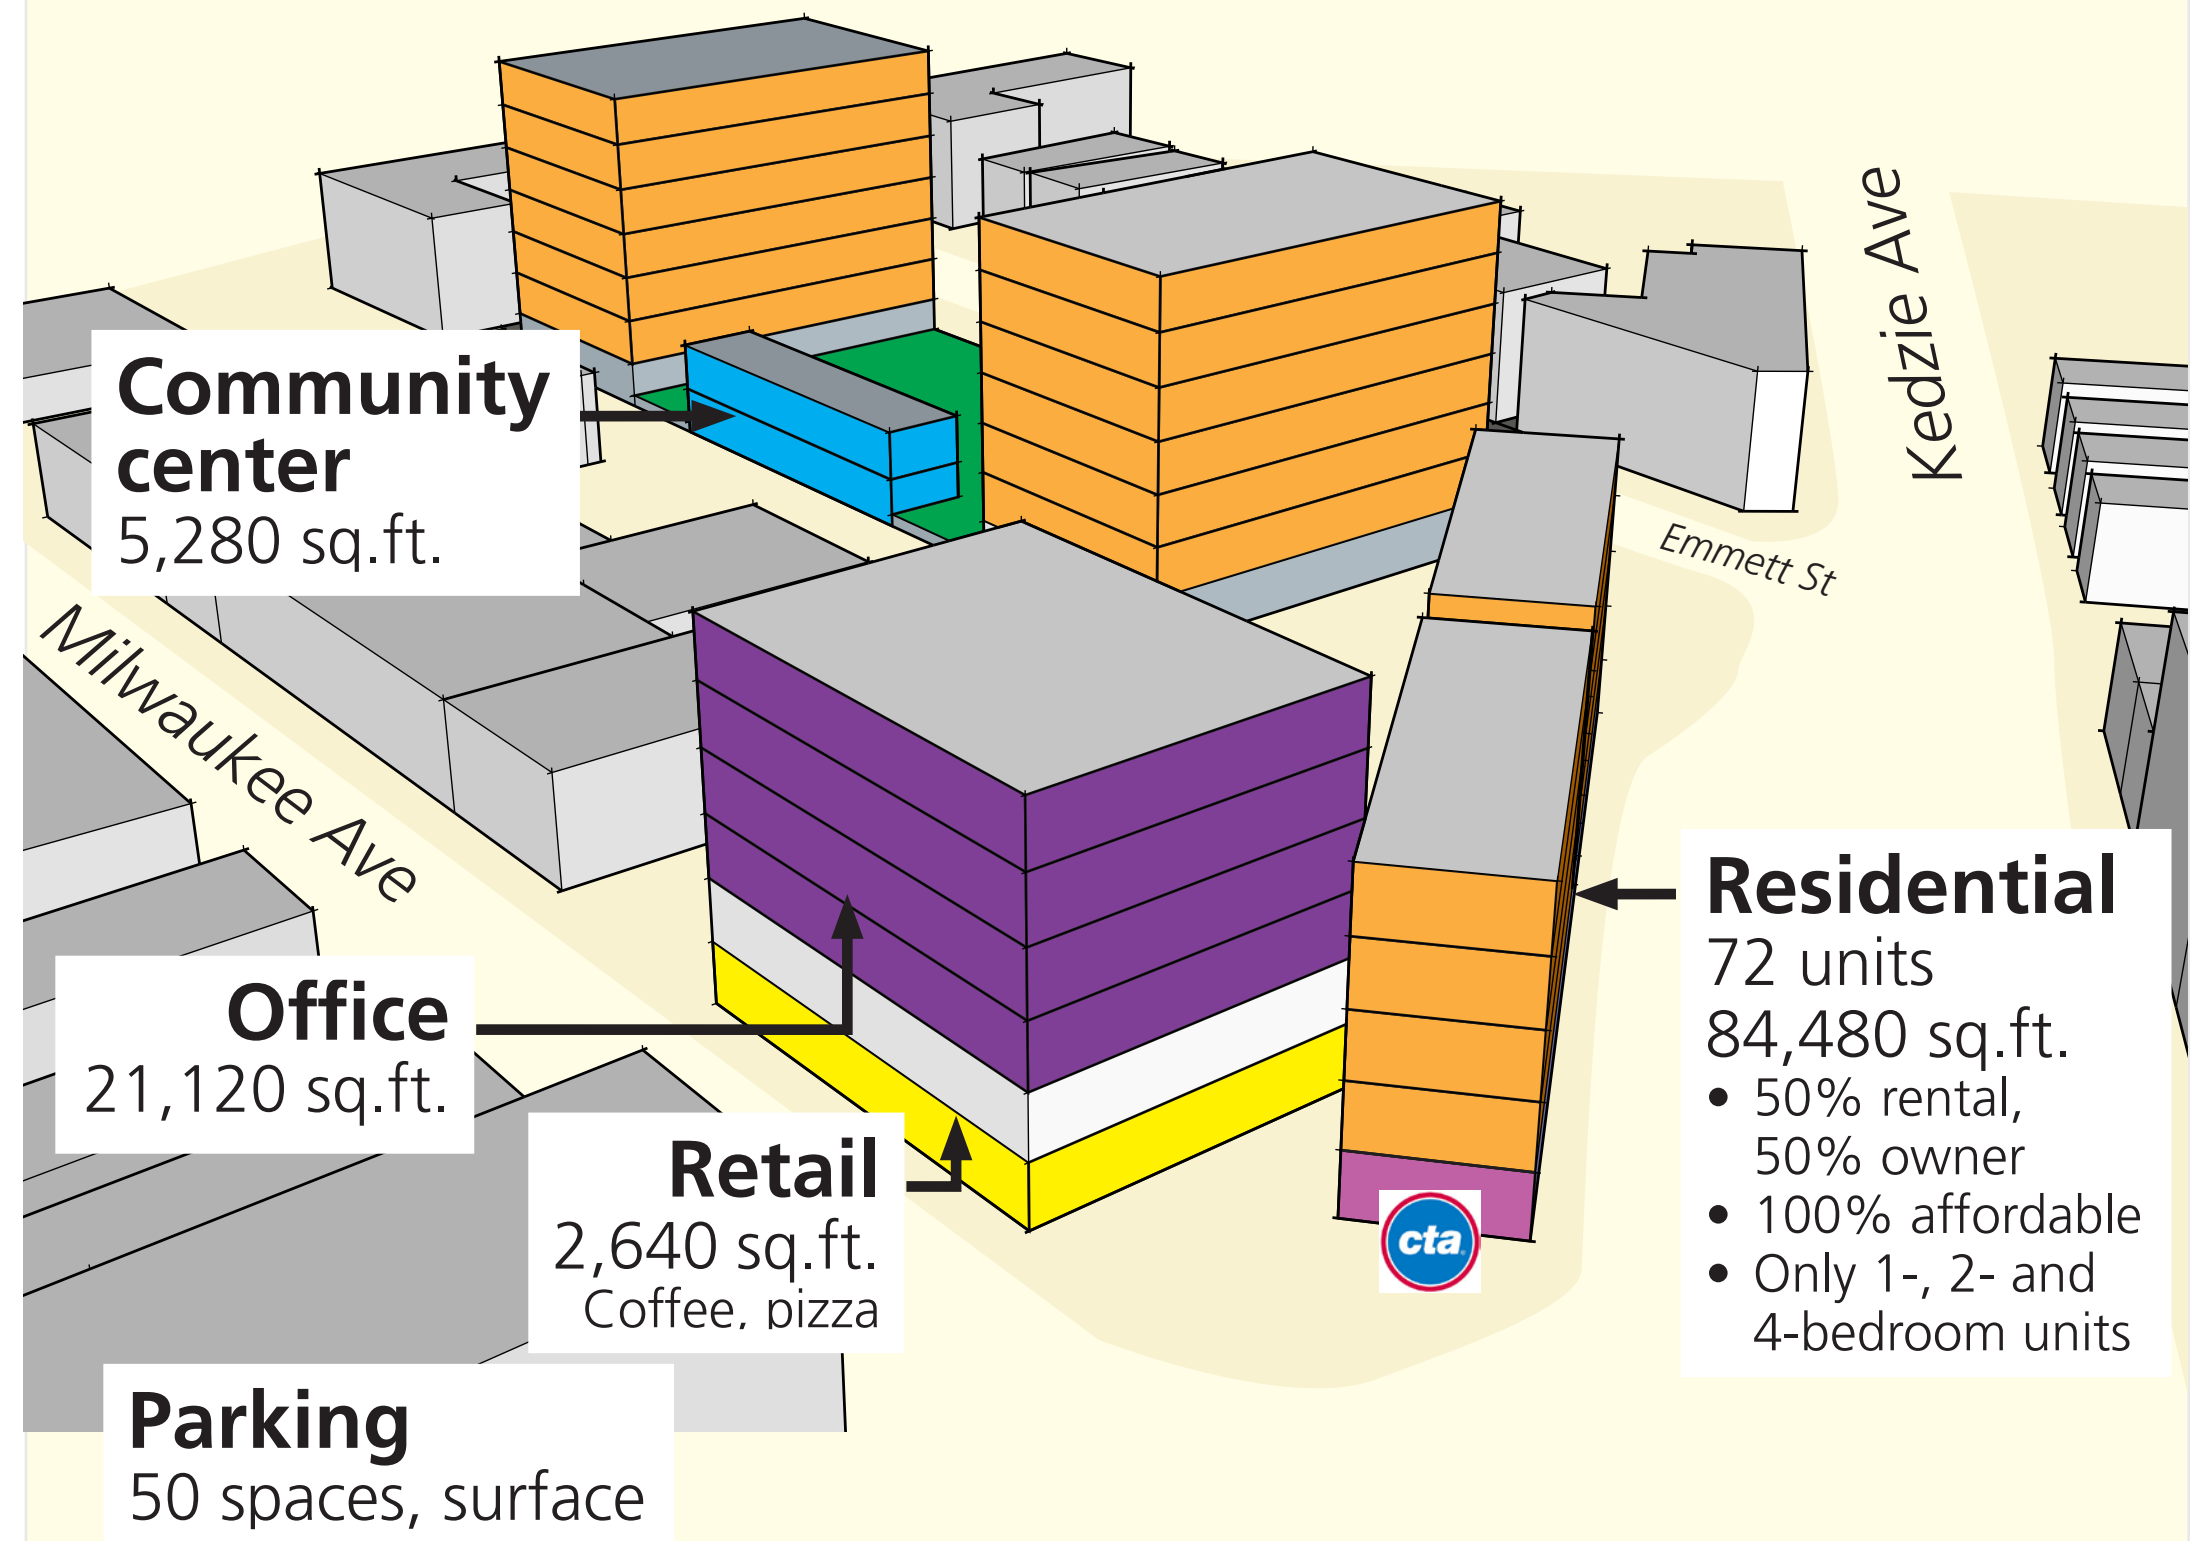 Kedzie Ave
Community
center
5,280 sq.ft.
Emmett St
Milwaukee Ave
Residential
72 units
84,480 sq.ft.
• 50% rental,
50% owner
• 100% affordable
• Only 1-, 2- and
4-bedroom units
Office
21,120 sq.ft.
Retail
2,640 sq.ft.
Coffee, pizza
cta
Parking
50 spaces, surface